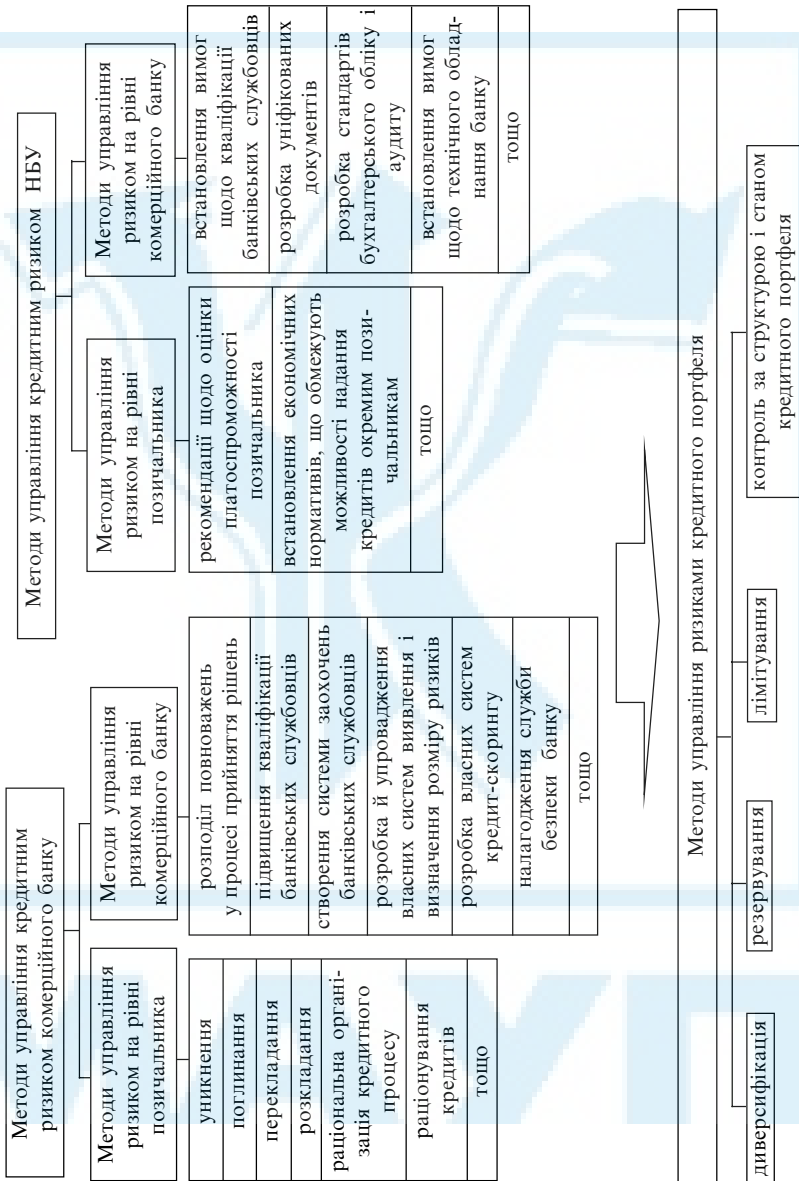 Методи управління кредитним
ризиком комерційного банку
Методи управління
ризиком на рівні
позичальника
уникнення
поглинання
перекладання
розкладання
раціональна органі-
зація кредитного
процесу
раціонування
кредитів
тощо
Методи управління
ризиком на рівні
комерційного банку
розподіл повноважень
у процесі прийняття рішень
підвищення кваліфікації
банківських службовців
створення системи заохочень
банківських службовців
розробка й упровадження
власних систем виявлення і
визначення розміру ризиків
розробка власних систем
кредит-скорингу
налагодження служби
безпеки банку
тощо
Методи управління кредитним ризиком НБУ
Методи управління
ризиком на рівні
позичальника
рекомендації щодо оцінки
платоспроможності
позичальника
встановлення економічних
нормативів, що обмежують
можливості надання
кредитів окремим пози-
чальникам
тощо
Методи управління
ризиком на рівні
комерційного банку
встановлення вимог
щодо кваліфікації
банківських службовців
розробка уніфікованих
документів
розробка стандартів
бухгалтерського обліку і
аудиту
встановлення вимог
щодо технічного облад-
нання банку
тощо
Методи управління ризиками кредитного портфеля
диверсифікація
резервування
лімітування
контроль за структурою і станом
кредитного портфеля
МАУП